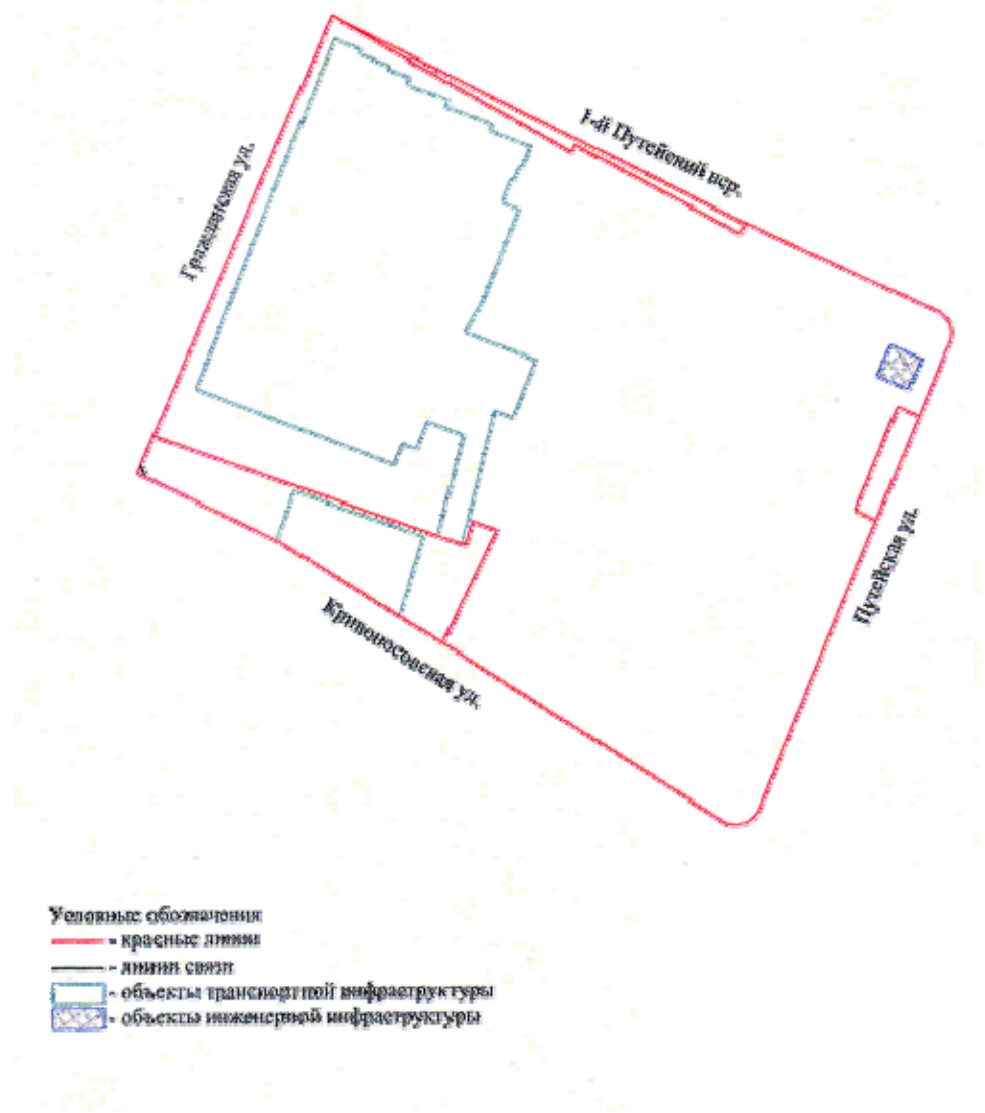 1-й Путейский пер.
Гражданская ул.
Путейская ул.
Кривоносовская ул.
Условные обозначения
- красные линии
- линии связи
- объекты транспортной инфраструктуры
- объекты инженерной инфраструктуры